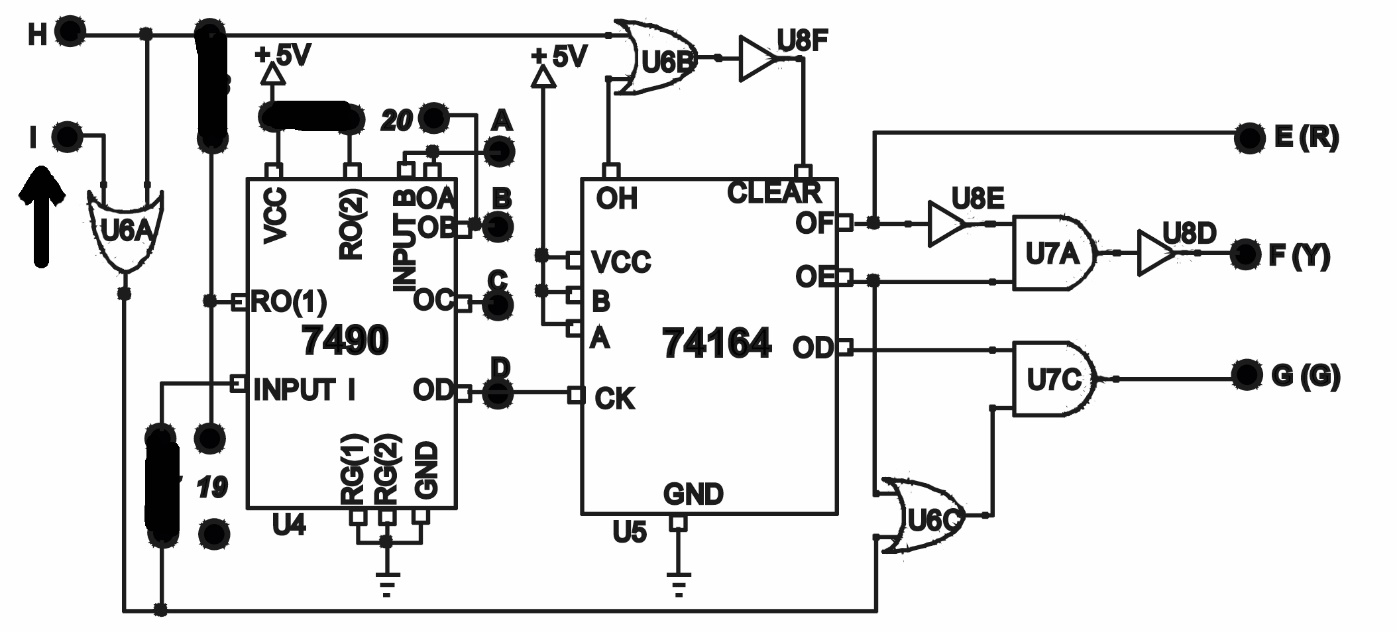 H
+ 5V
+ 5V
U6B
U8F
I
20
A
E (R)
VCC
RO(2)
INPUT B
OA
OH
CLEAR
U6A
OB
B
OF
U8E
U7A
U8D
F (Y)
VCC
OE
RO(1)
OC
C
B
7490
A
74164
OD
U7C
G (G)
INPUT I
OD
D
CK
19
RG(1)
RG(2)
GND
GND
U4
U5
U6C